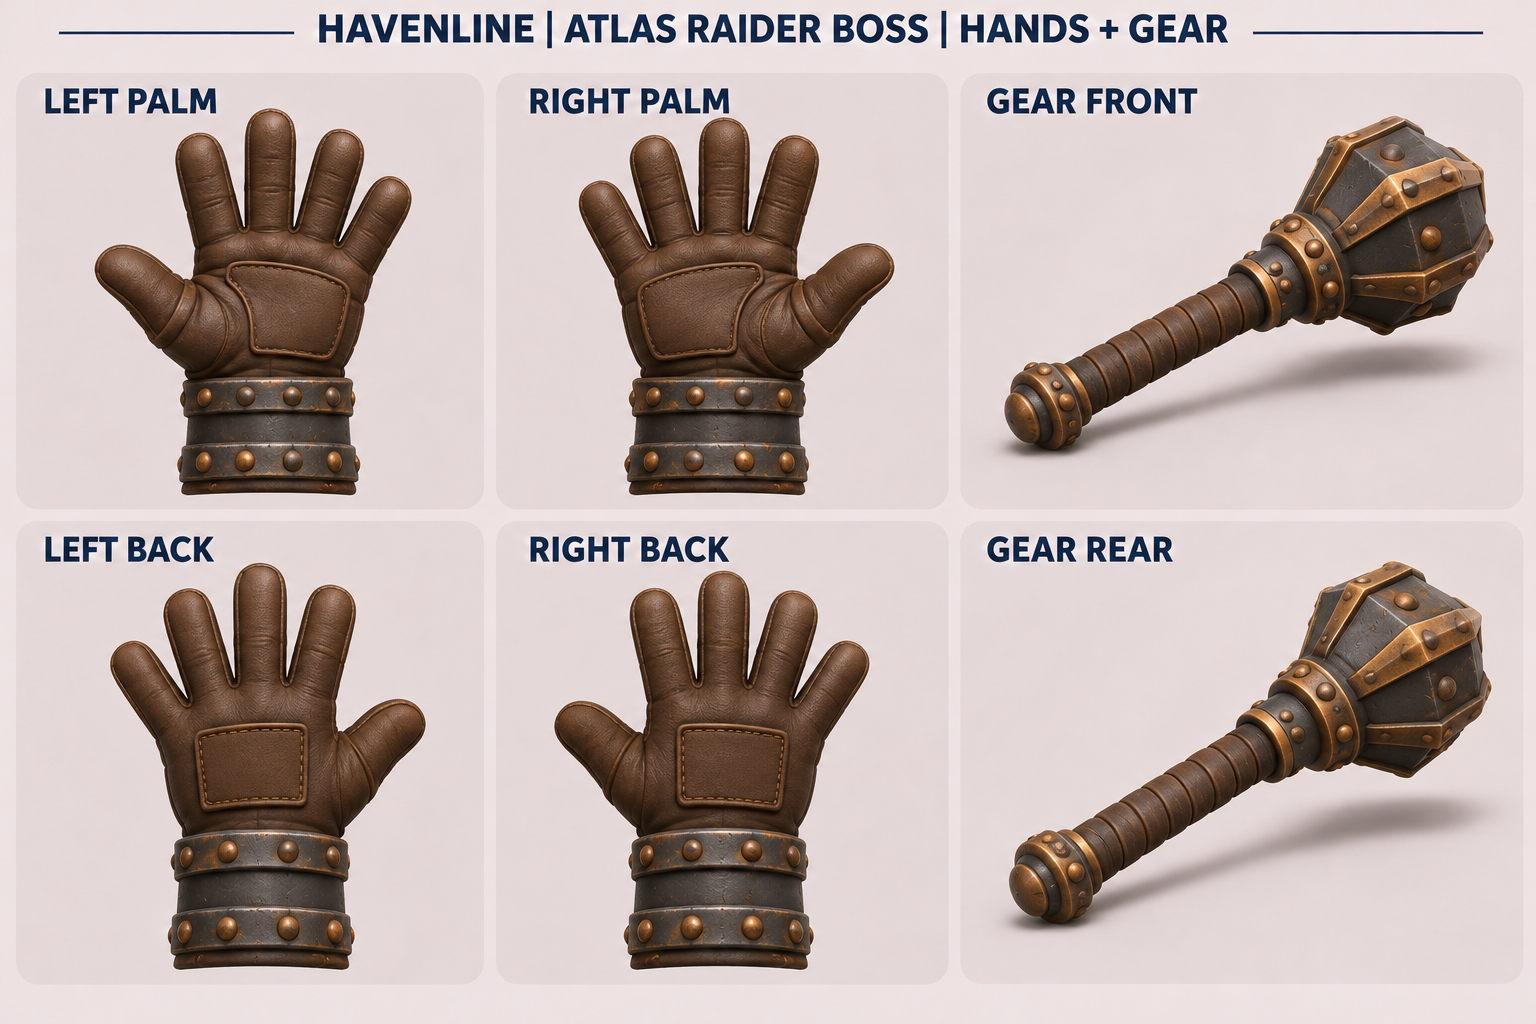 HAVENLINE | ATLAS RAIDER BOSS | HANDS + GEAR
LEFT PALM
RIGHT PALM
GEAR FRONT
LEFT BACK
RIGHT BACK
GEAR REAR